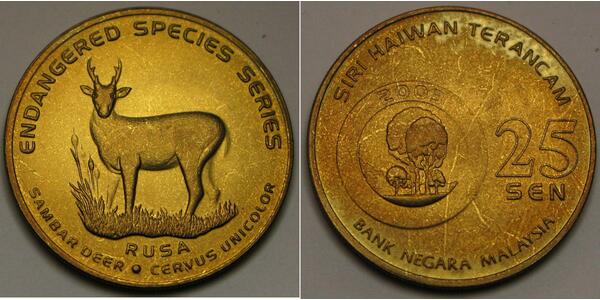 ENDANGERED SPECIES SERIES
RUSA
SAMBAR DEER CERVUS UNICOLOR
SIRI HAIWAN TERANCAM
2003
25
SEN
BANK NEGARA MALAYSIA